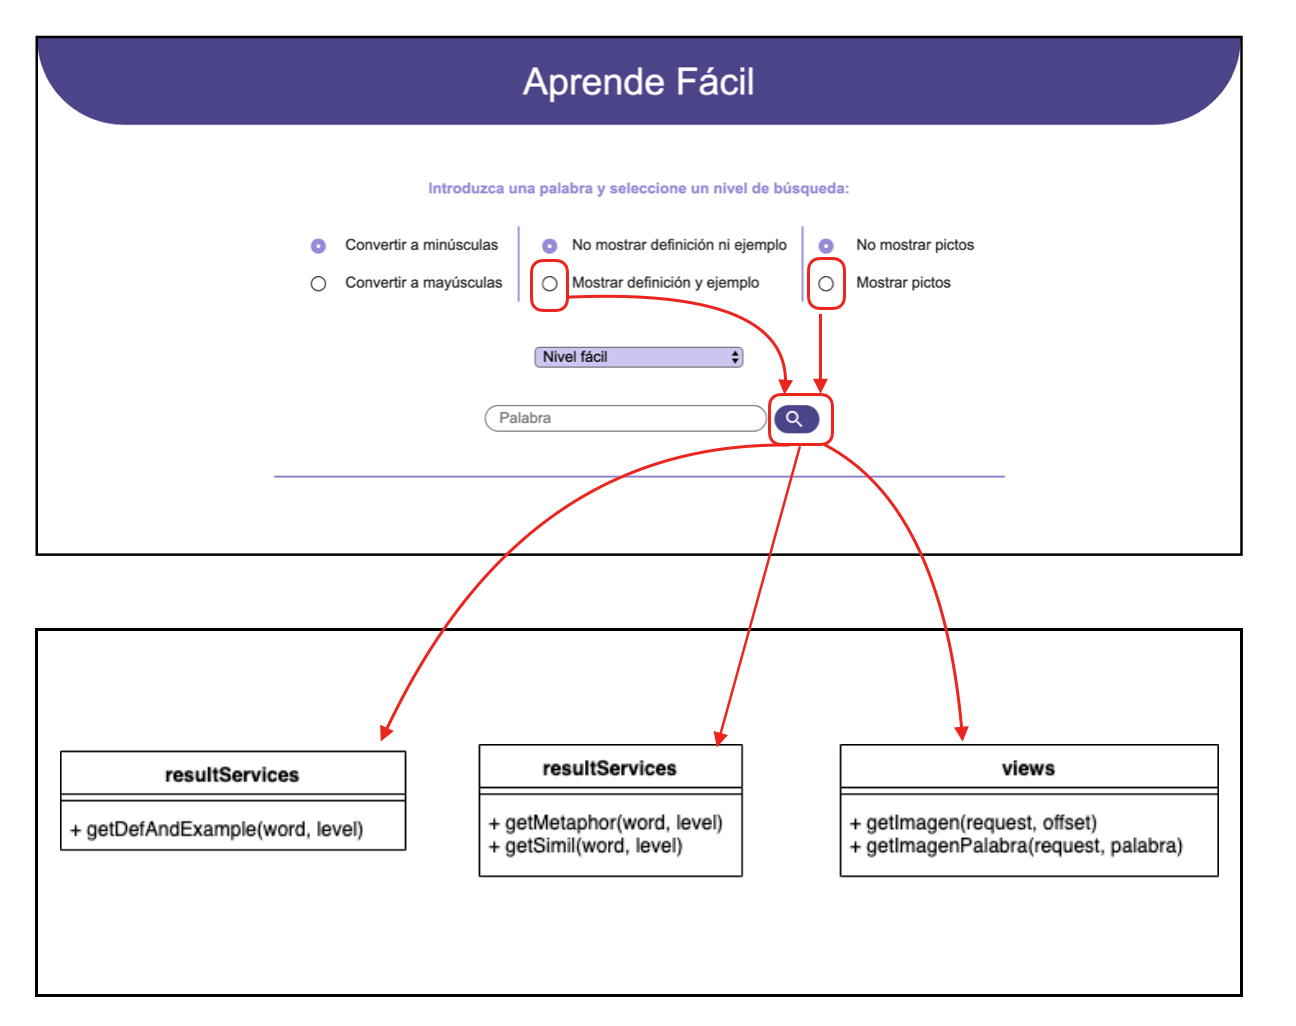 Aprende Fácil
Introduzca una palabra y seleccione un nivel de búsqueda:
Convertir a minúsculas
No mostrar definición ni ejemplo
No mostrar pictos
Convertir a mayúsculas
Mostrar definición y ejemplo
Mostrar pictos
Nivel fácil
Palabra
resultServices
+ getDefAndExample(word, level)
resultServices
+ getMetaphor(word, level)
+ getSimil(word, level)
views
+ getImagen(request, offset)
+ getImagenPalabra(request, palabra)